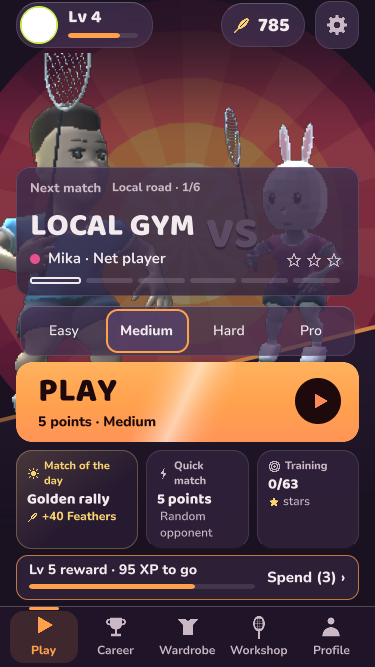 Lv 4
785
Next match Local road · 1/6
LOCAL GYM
VS
Mika · Net player
Easy Medium Hard Pro
PLAY
5 points · Medium
Match of the
day
Golden rally
+40 Feathers
Quick
match
5 points
Random
opponent
Training
0/63
stars
Lv 5 reward · 95 XP to go
Spend (3) ›
Play Career Wardrobe Workshop Profile